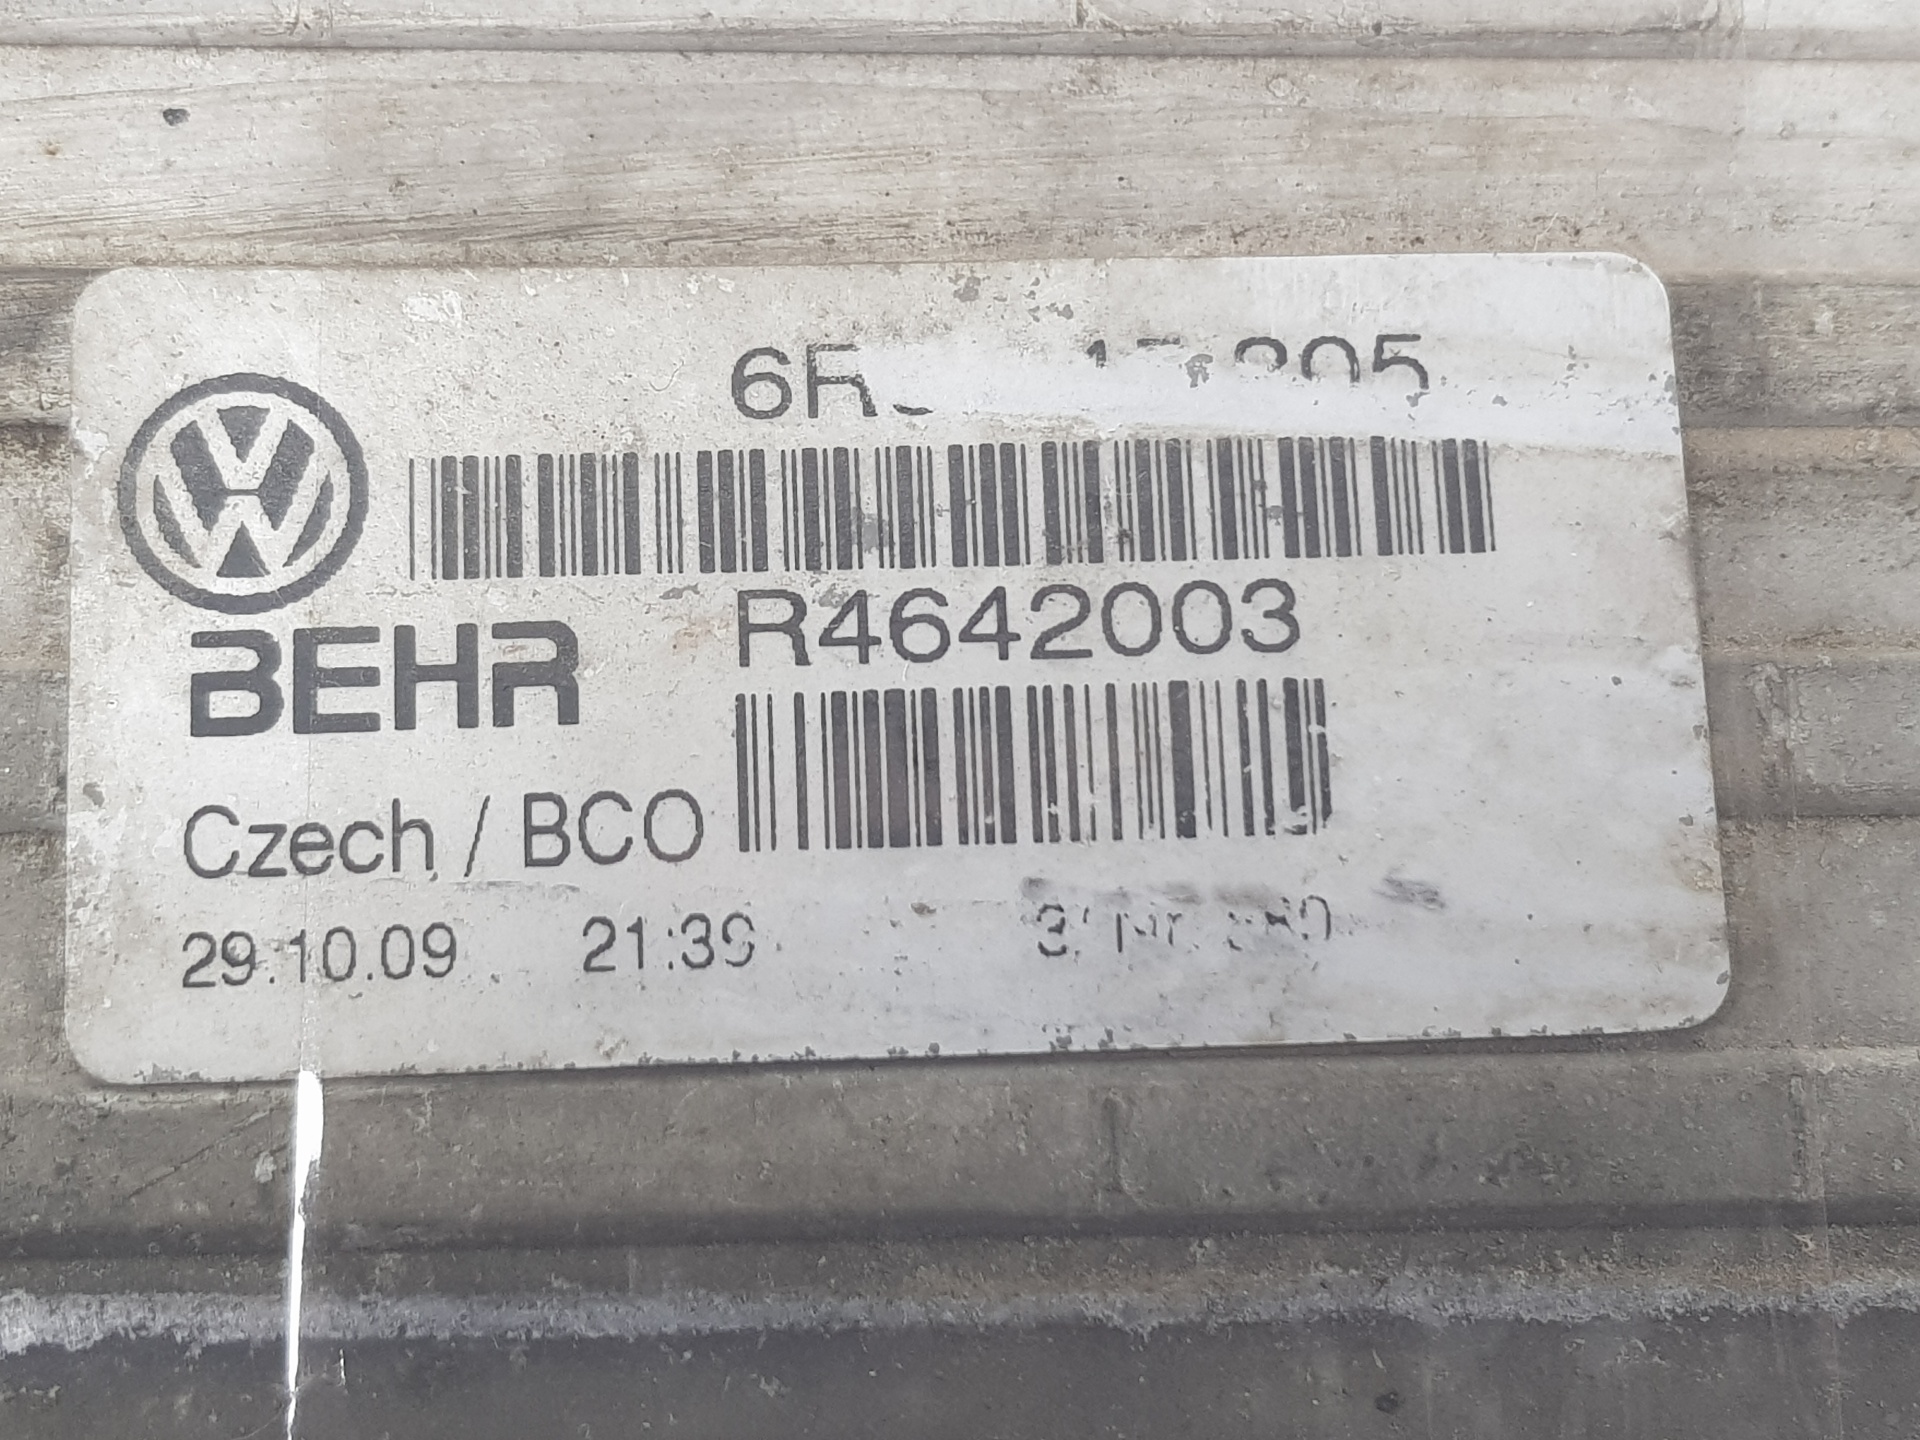 BEHR
R4642003
Czech / BCO
29.10.09 21:39